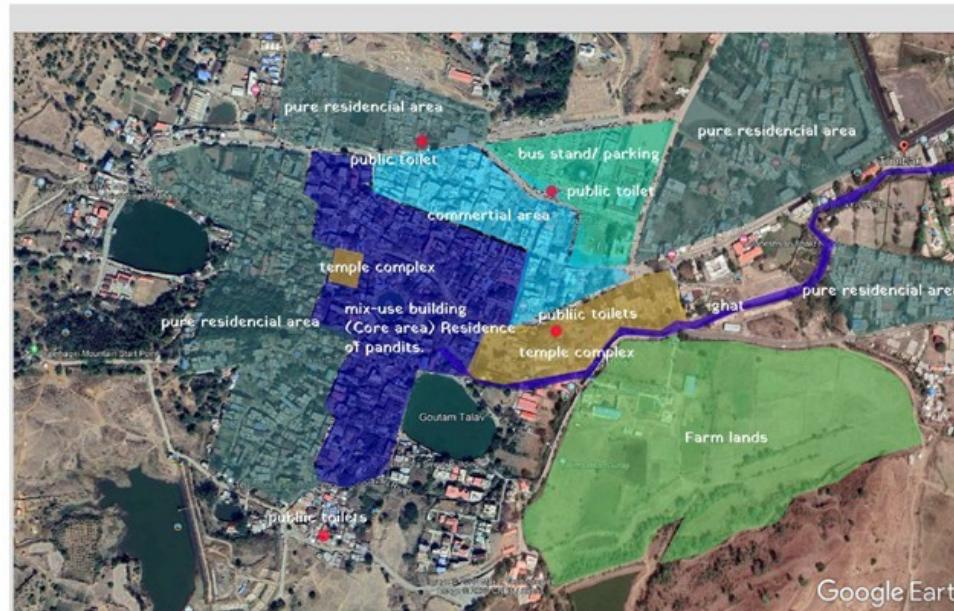 pure residencial area
pure residencial area
bus stand/ parking
public toilet
public toilet
commertial area
temple complex
pure residencial area
ghat
mix-use building
(Core area) Residence
of pandits.
pure residencial area
publiic toilets
temple complex
Goutam Talav
Farm lands
publiic toilets
Google Eart